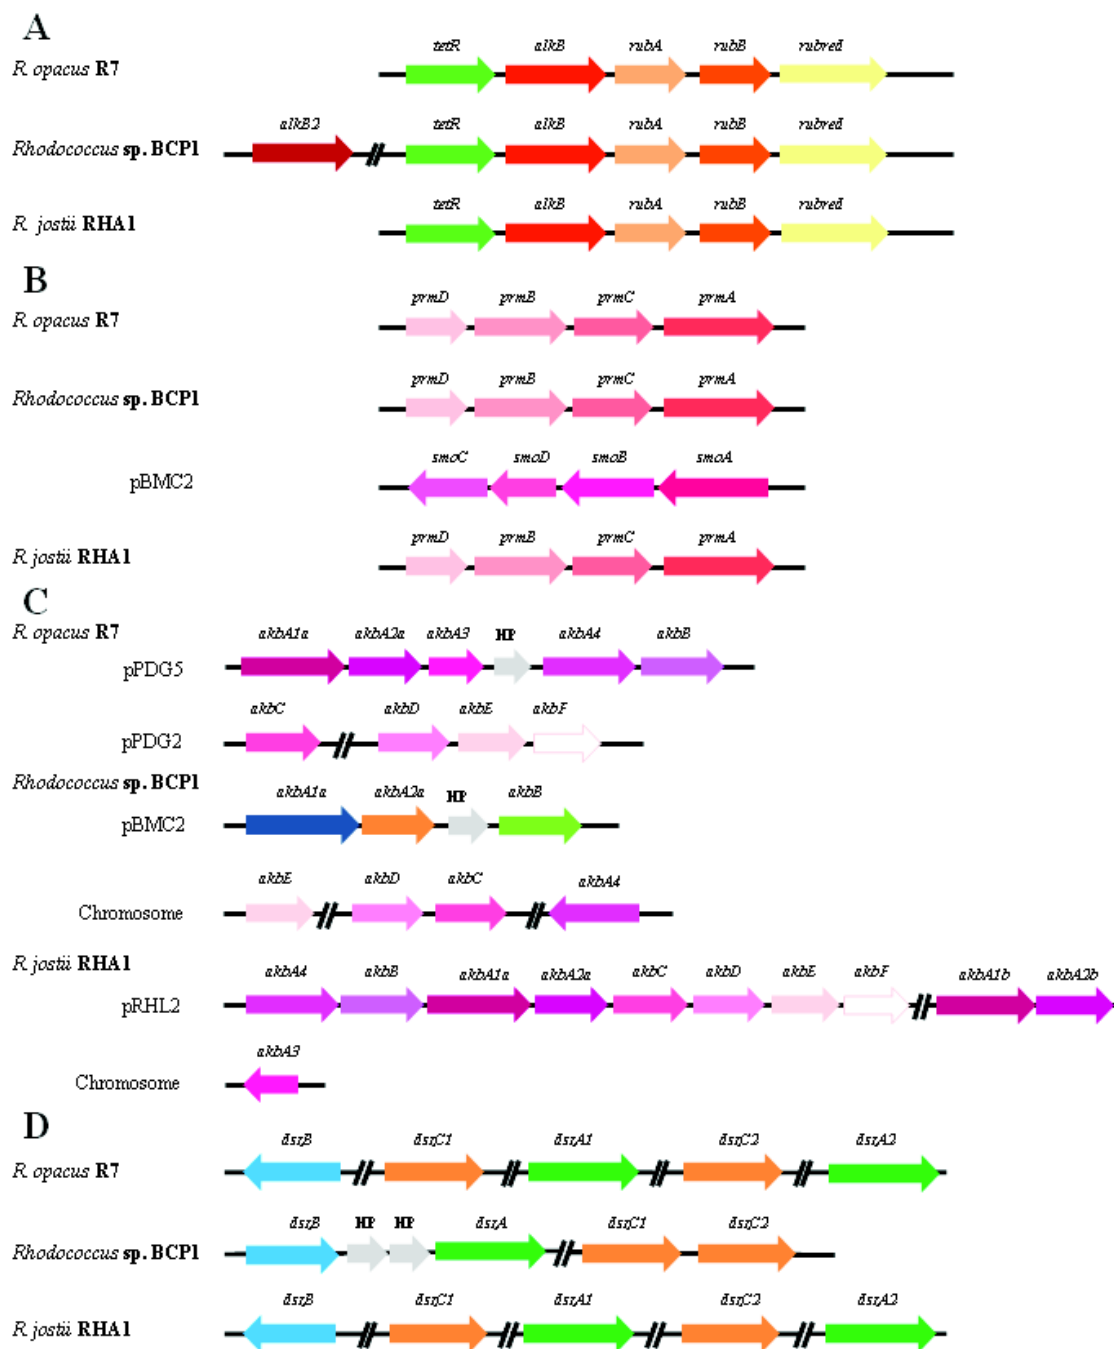 A
tetR alkB rubA rubB rubred
R. opacus R7
alkB2 tetR alkB rubA rubB rubred
Rhodococcus sp. BCP1
tetR alkB rubA rubB rubred
R. jostii RHA1
B
prmD prmB prmC prmA
R. opacus R7
prmD prmB prmC prmA
Rhodococcus sp. BCP1
smoC smoD smoB smoA
pBMC2
prmD prmB prmC prmA
R. jostii RHA1
C
R. opacus R7
akbA1a akbA2a akbA3 HP akbA4 akbB
pPDG5
akbC akbD akbE akbF
pPDG2
Rhodococcus sp. BCP1
akbA1a akbA2a HP akbB
pBMC2
akbE akbD akbC akbA4
Chromosome
R. jostii RHA1
akbA4 akbB akbA1a akbA2a akbC akbD akbE akbF akbA1b akbA2b
pRHL2
akbA3
Chromosome
D
dszB dszC1 dszA1 dszC2 dszA2
R. opacus R7
dszB HP HP dszA dszC1 dszC2
Rhodococcus sp. BCP1
dszB dszC1 dszA1 dszC2 dszA2
R. jostii RHA1